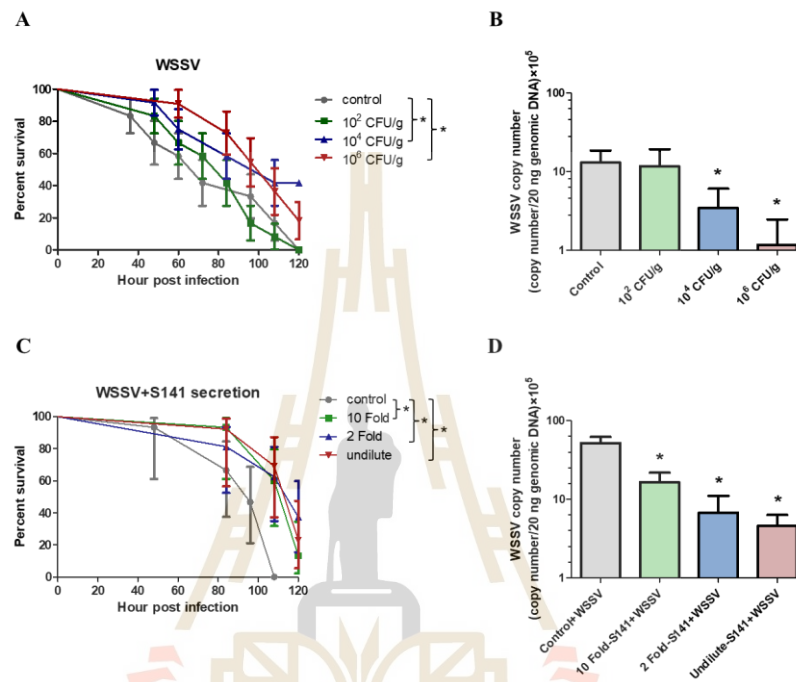 A
WSSV
Percent survival
100
80
60
40
20
0
0 20 40 60 80 100 120
Hour post infection
control
10² CFU/g
10⁴ CFU/g
10⁶ CFU/g
*
*
B
WSSV copy number
(copy number/20 ng genomic DNA)×10⁵
100
10
1
*
*
Control
10² CFU/g
10⁴ CFU/g
10⁶ CFU/g
C
WSSV+S141 secretion
Percent survival
100
80
60
40
20
0
0 20 40 60 80 100 120
Hour post infection
control
10 Fold
2 Fold
undilute
*
*
*
D
WSSV copy number
(copy number/20 ng genomic DNA)×10⁵
100
10
1
*
*
*
Control+WSSV
10 Fold-S141+WSSV
2 Fold-S141+WSSV
Undilute-S141+WSSV